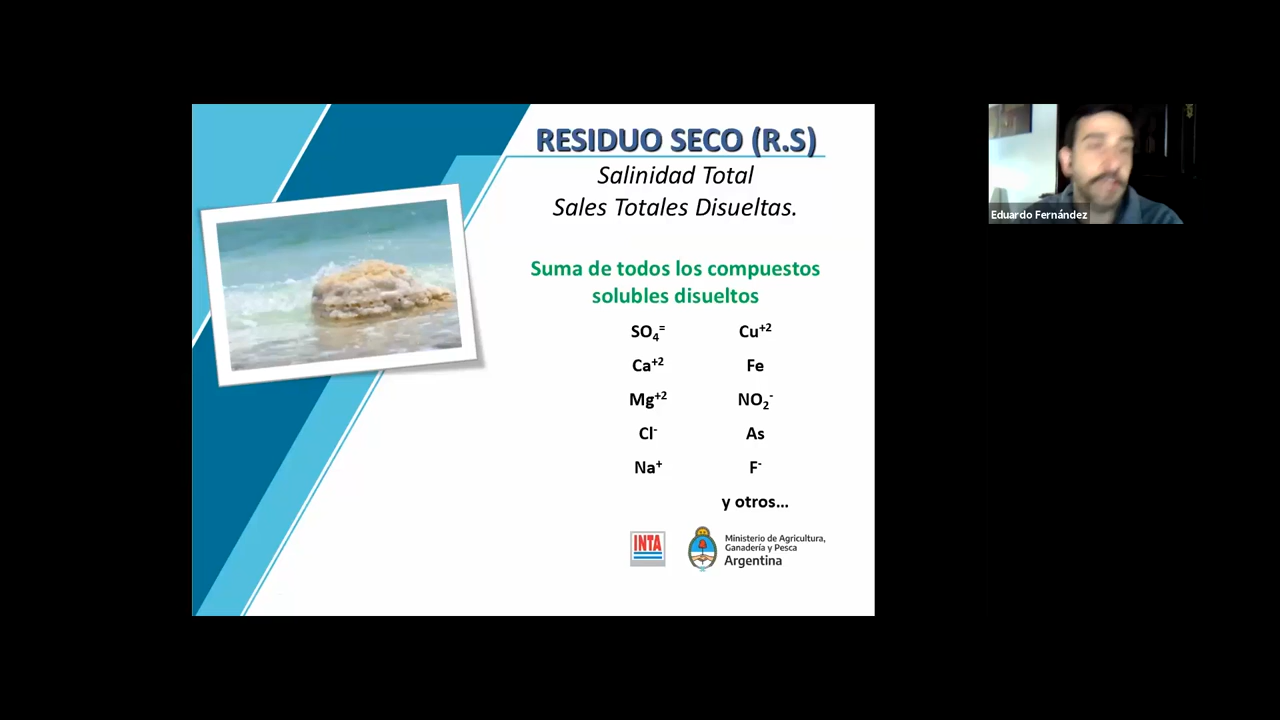 RESIDUO SECO (R.S)
Salinidad Total
Sales Totales Disueltas.
Suma de todos los compuestos
solubles disueltos
SO₄⁼ Cu⁺²
Ca⁺² Fe
Mg⁺² NO₂⁻
Cl⁻ As
Na⁺ F⁻
y otros...
INTA
Ministerio de Agricultura,
Ganadería y Pesca
Argentina
Eduardo Fernández